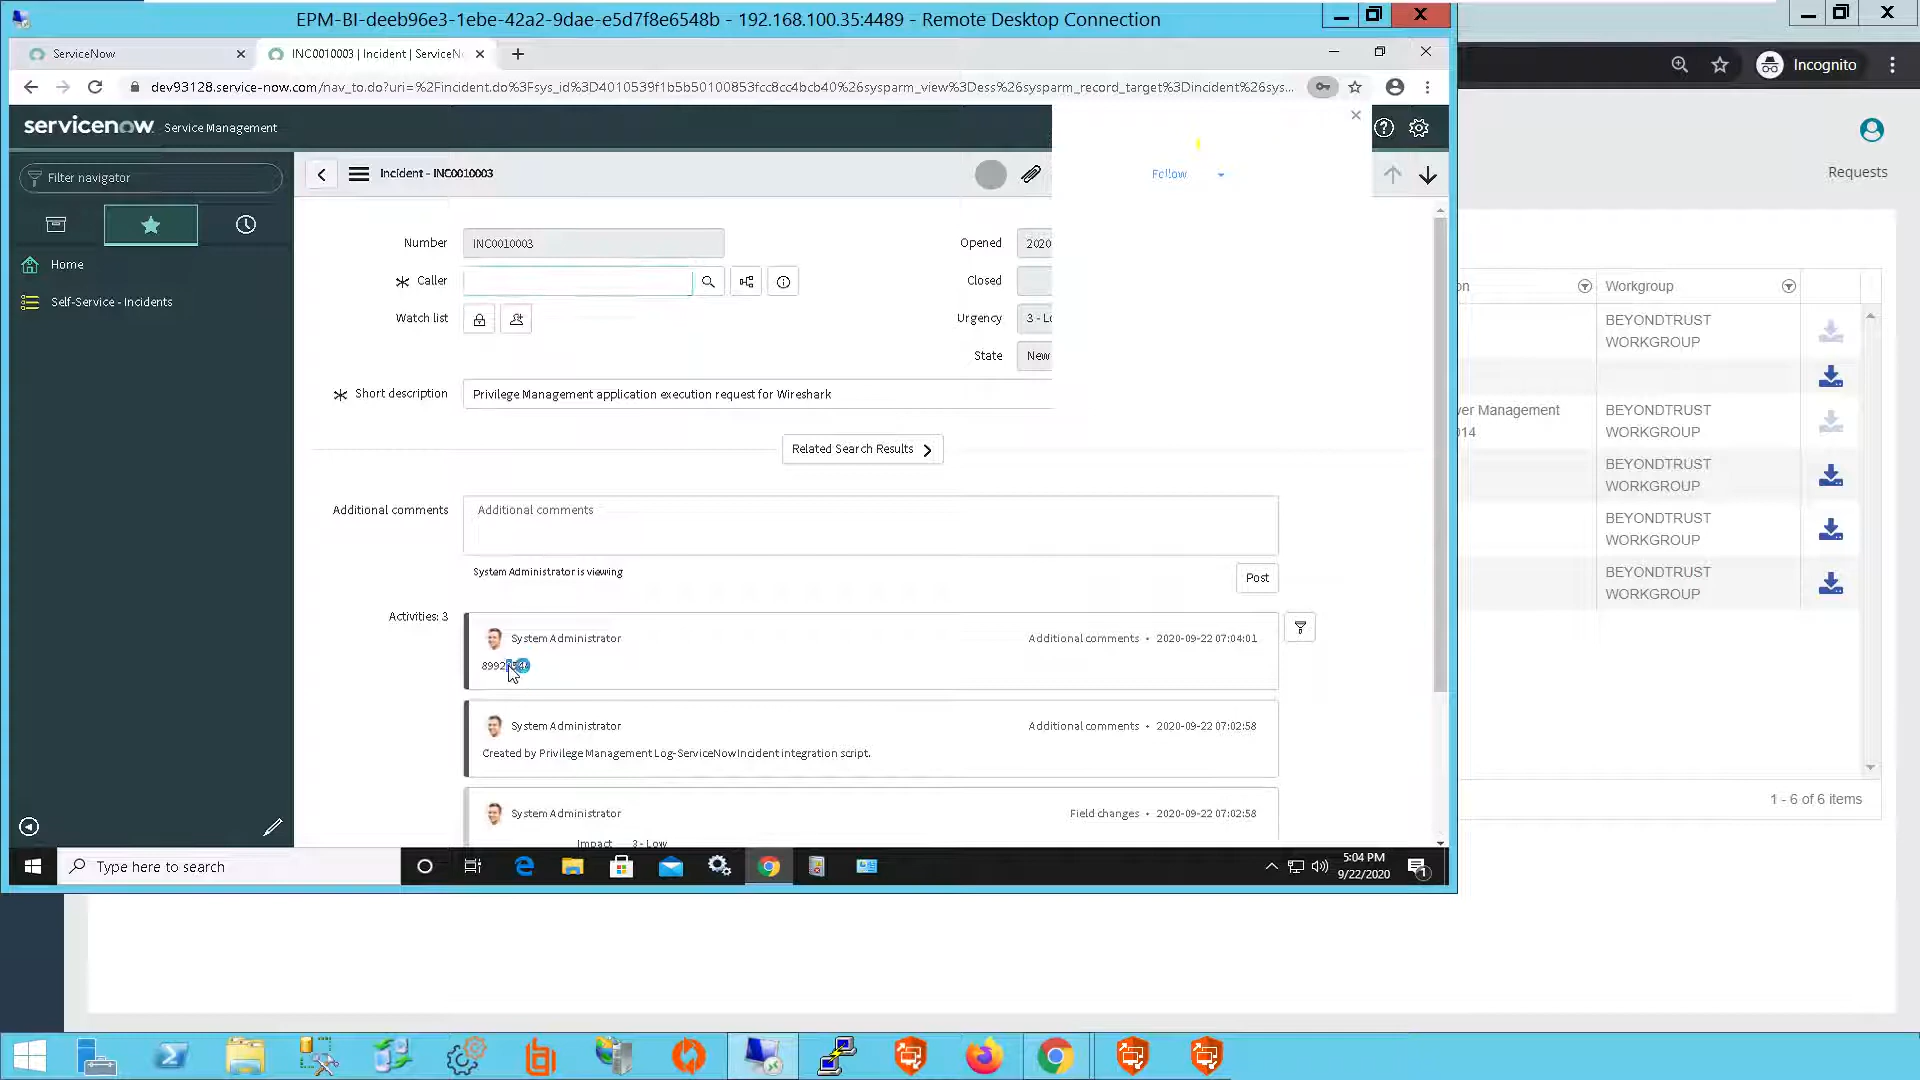 EPM-BI-deeb96e3-1ebe-42a2-9dae-e5d7f8e6548b - 192.168.100.35:4489 - Remote Desktop Connection
ServiceNow
INC0010003 | Incident | ServiceN
dev93128.service-now.com/nav_to.do?uri=%2Fincident.do%3Fsys_id%3D4010539f1b5b50100853fcc8cc4bcb40%26sysparm_view%3Dess%26sysparm_record_target%3Dincident%26sys...
Incognito
servicenow Service Management
Follow
Requests
Filter navigator
Incident - INC0010003
Home
Self-Service - Incidents
Number INC0010003
Opened 2020
Caller
Closed
Watch list
Urgency 3 - Lo
State New
Short description Privilege Management application execution request for Wireshark
Related Search Results
Additional comments Additional comments
System Administrator is viewing
Post
Activities: 3
System Administrator Additional comments • 2020-09-22 07:04:01
System Administrator Additional comments • 2020-09-22 07:02:58
Created by Privilege Management Log-ServiceNowIncident integration script.
System Administrator Field changes • 2020-09-22 07:02:58
Impact 3 - Low
on Workgroup
BEYONDTRUST
WORKGROUP
ver Management BEYONDTRUST
014 WORKGROUP
BEYONDTRUST
WORKGROUP
BEYONDTRUST
WORKGROUP
BEYONDTRUST
WORKGROUP
1 - 6 of 6 items
Type here to search
5:04 PM
9/22/2020
1